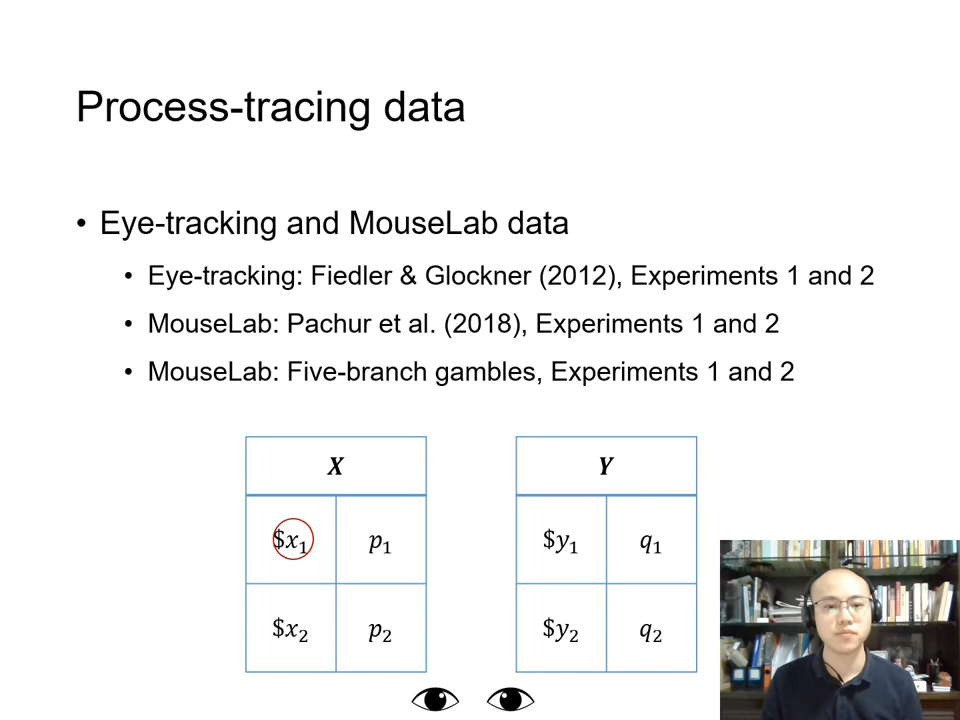 Process-tracing data
• Eye-tracking and MouseLab data
• Eye-tracking: Fiedler & Glockner (2012), Experiments 1 and 2
• MouseLab: Pachur et al. (2018), Experiments 1 and 2
• MouseLab: Five-branch gambles, Experiments 1 and 2
X Y
$x₁ p₁ $y₁ q₁
$x₂ p₂ $y₂ q₂